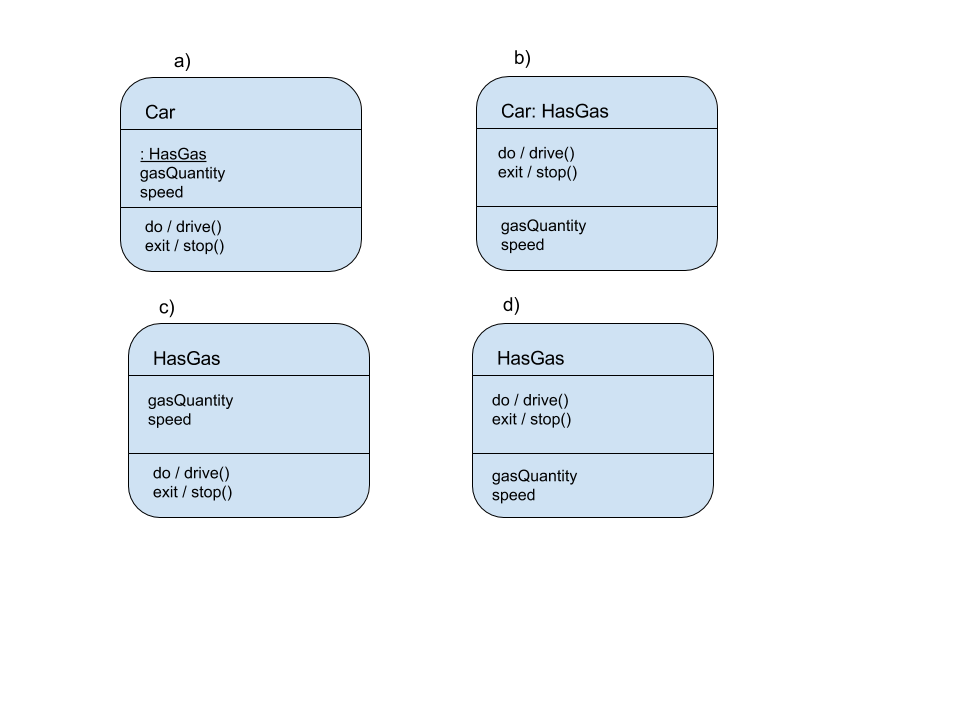 a)
Car
: HasGas
gasQuantity
speed
do / drive()
exit / stop()
b)
Car: HasGas
do / drive()
exit / stop()
gasQuantity
speed
c)
HasGas
gasQuantity
speed
do / drive()
exit / stop()
d)
HasGas
do / drive()
exit / stop()
gasQuantity
speed